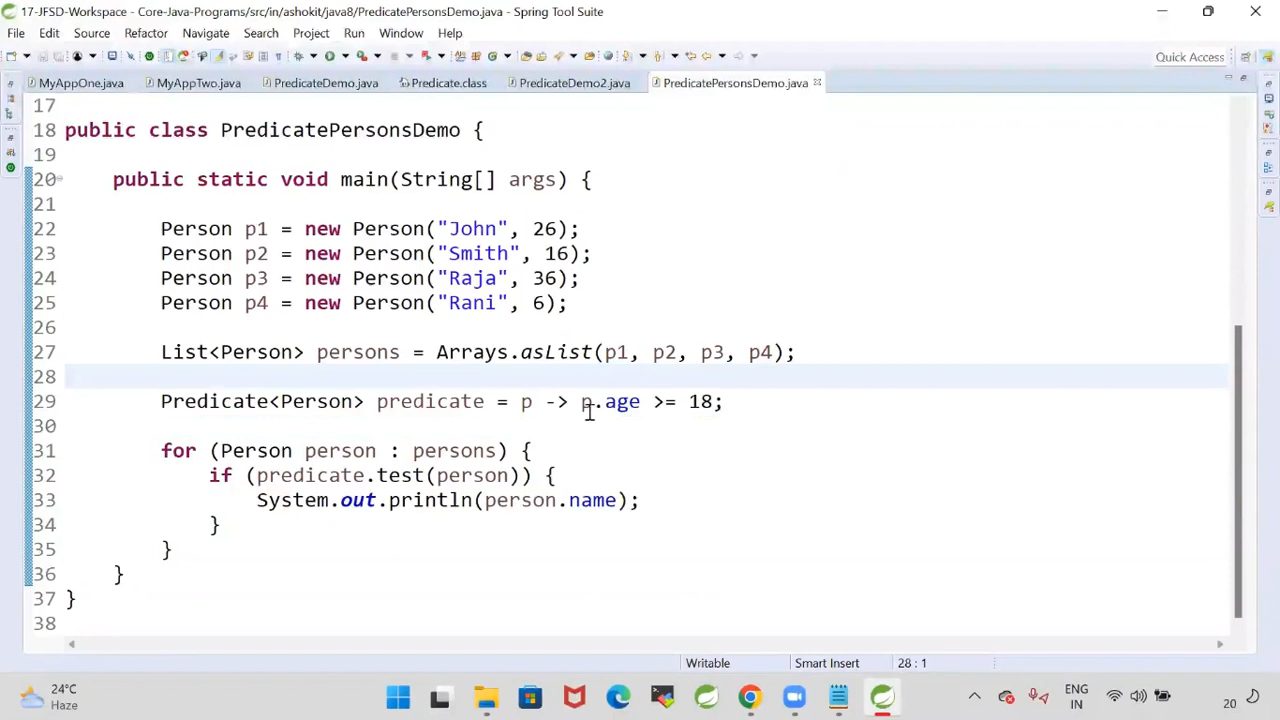 17-JFSD-Workspace - Core-Java-Programs/src/in/ashokit/java8/PredicatePersonsDemo.java - Spring Tool Suite
File Edit Source Refactor Navigate Search Project Run Window Help
Quick Access
MyAppOne.java MyAppTwo.java PredicateDemo.java Predicate.class PredicateDemo2.java PredicatePersonsDemo.java
17
18 public class PredicatePersonsDemo {
19
20 public static void main(String[] args) {
21
22 Person p1 = new Person("John", 26);
23 Person p2 = new Person("Smith", 16);
24 Person p3 = new Person("Raja", 36);
25 Person p4 = new Person("Rani", 6);
26
27 List<Person> persons = Arrays.asList(p1, p2, p3, p4);
28
29 Predicate<Person> predicate = p -> p.age >= 18;
30
31 for (Person person : persons) {
32 if (predicate.test(person)) {
33 System.out.println(person.name);
34 }
35 }
36 }
37 }
38
Writable Smart Insert 28 : 1
24°C
Haze
ENG
IN
20